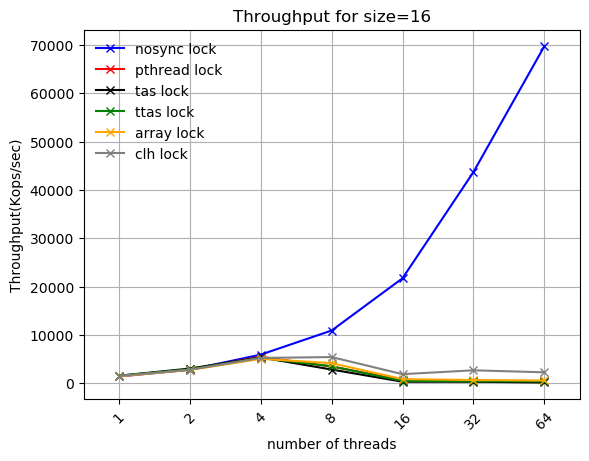 Throughput for size=16
70000
60000
50000
40000
30000
20000
10000
0
Throughput(Kops/sec)
nosync lock
pthread lock
tas lock
ttas lock
array lock
clh lock
1
2
4
8
16
32
64
number of threads